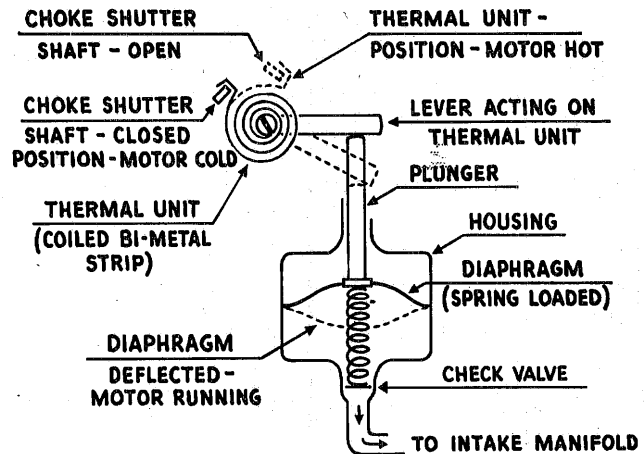 CHOKE SHUTTER
SHAFT - OPEN
THERMAL UNIT -
POSITION - MOTOR HOT
CHOKE SHUTTER
SHAFT - CLOSED
POSITION - MOTOR COLD
LEVER ACTING ON
THERMAL UNIT
PLUNGER
THERMAL UNIT
(COILED BI-METAL
STRIP)
HOUSING
DIAPHRAGM
(SPRING LOADED)
DIAPHRAGM
DEFLECTED -
MOTOR RUNNING
CHECK VALVE
TO INTAKE MANIFOLD